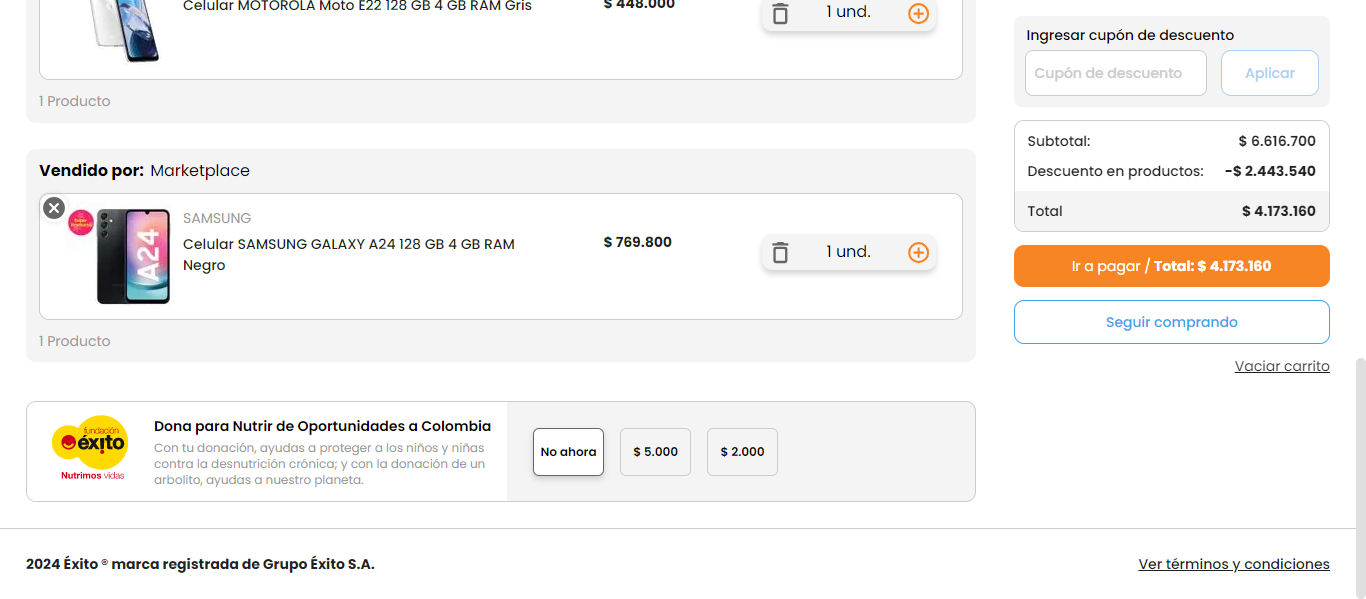 Celular MOTOROLA Moto E22 128 GB 4 GB RAM Gris
$ 448.000
1 und.
1 Producto
Vendido por: Marketplace
SAMSUNG
Celular SAMSUNG GALAXY A24 128 GB 4 GB RAM
Negro
$ 769.800
1 und.
A24
1 Producto
fundación
éxito
Nutrimos vidas
Dona para Nutrir de Oportunidades a Colombia
Con tu donación, ayudas a proteger a los niños y niñas
contra la desnutrición crónica; y con la donación de un
arbolito, ayudas a nuestro planeta.
No ahora
$ 5.000
$ 2.000
Ingresar cupón de descuento
Cupón de descuento
Aplicar
Subtotal: $ 6.616.700
Descuento en productos: -$ 2.443.540
Total $ 4.173.160
Ir a pagar / Total: $ 4.173.160
Seguir comprando
Vaciar carrito
2024 Éxito ® marca registrada de Grupo Éxito S.A.
Ver términos y condiciones